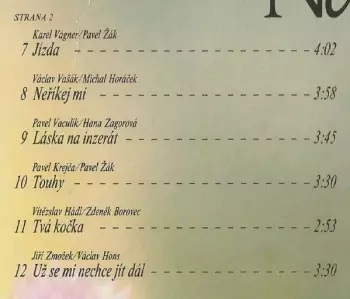 STRANA 2
Karel Vágner/Pavel Žák
7 Jízda 4:02
Václav Vašák/Michal Horáček
8 Neříkej mi 3:58
Pavel Vaculík/Hana Zagorová
9 Láska na inzerát 3:45
Pavel Krejča/Pavel Žák
10 Touhy 3:30
Vítězslav Hádl/Zdeněk Borovec
11 Tvá kočka 2:53
Jiří Zmožek/Václav Hons
12 Už se mi nechce jít dál 3:30